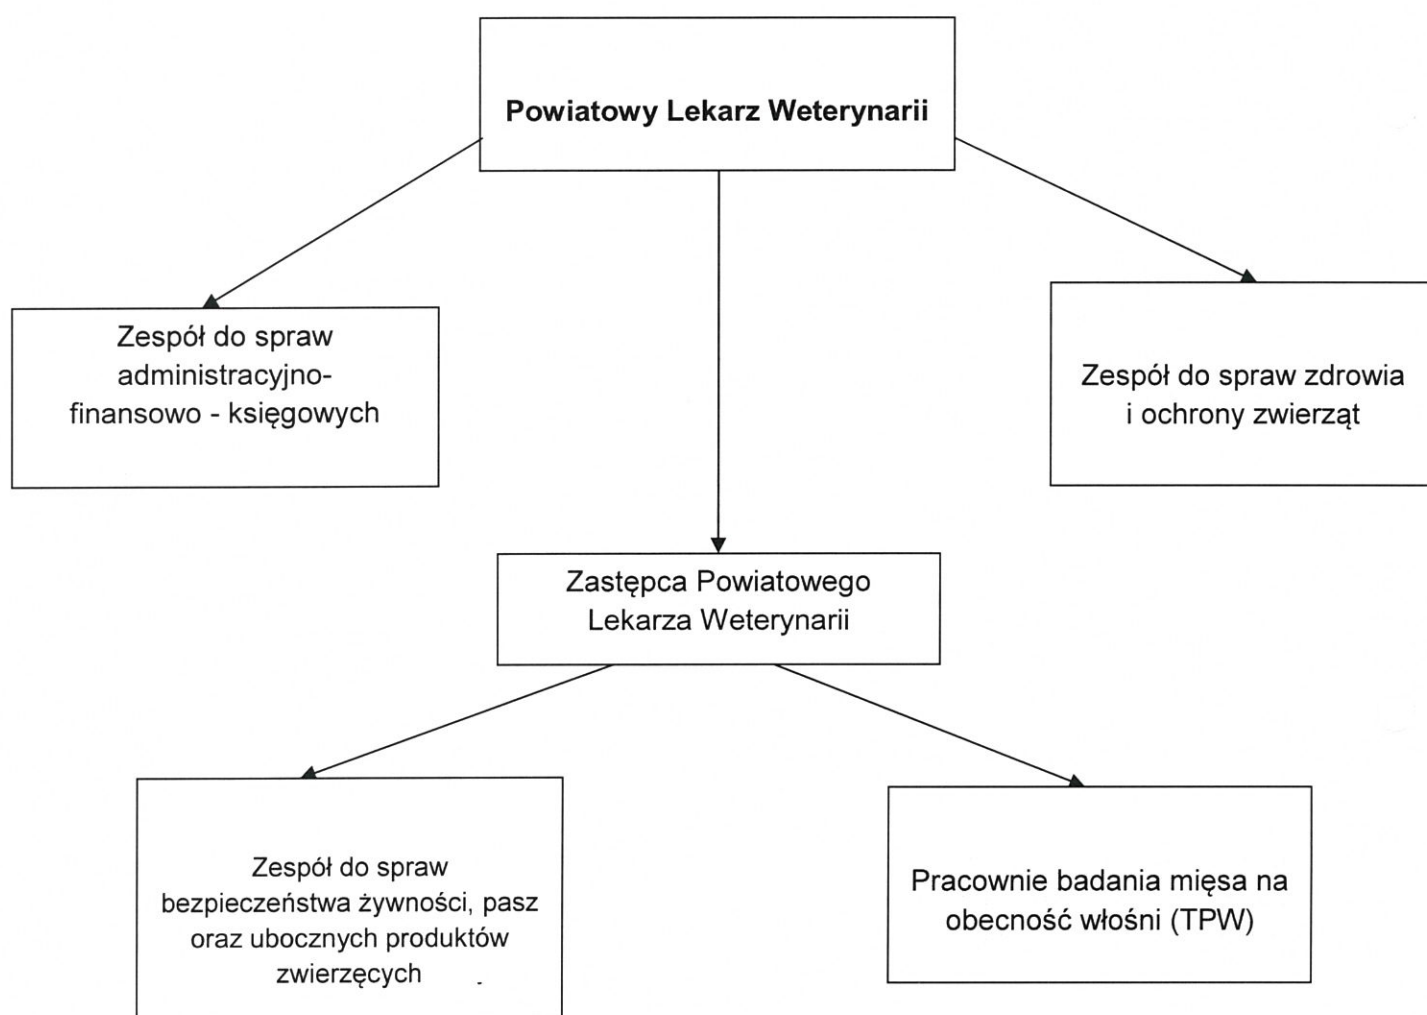 Powiatowy Lekarz Weterynarii
Zespół do spraw
administracyjno-
finansowo - księgowych
Zespół do spraw zdrowia
i ochrony zwierząt
Zastępca Powiatowego
Lekarza Weterynarii
Zespół do spraw
bezpieczeństwa żywności, pasz
oraz ubocznych produktów
zwierzęcych
Pracownie badania mięsa na
obecność włośni (TPW)